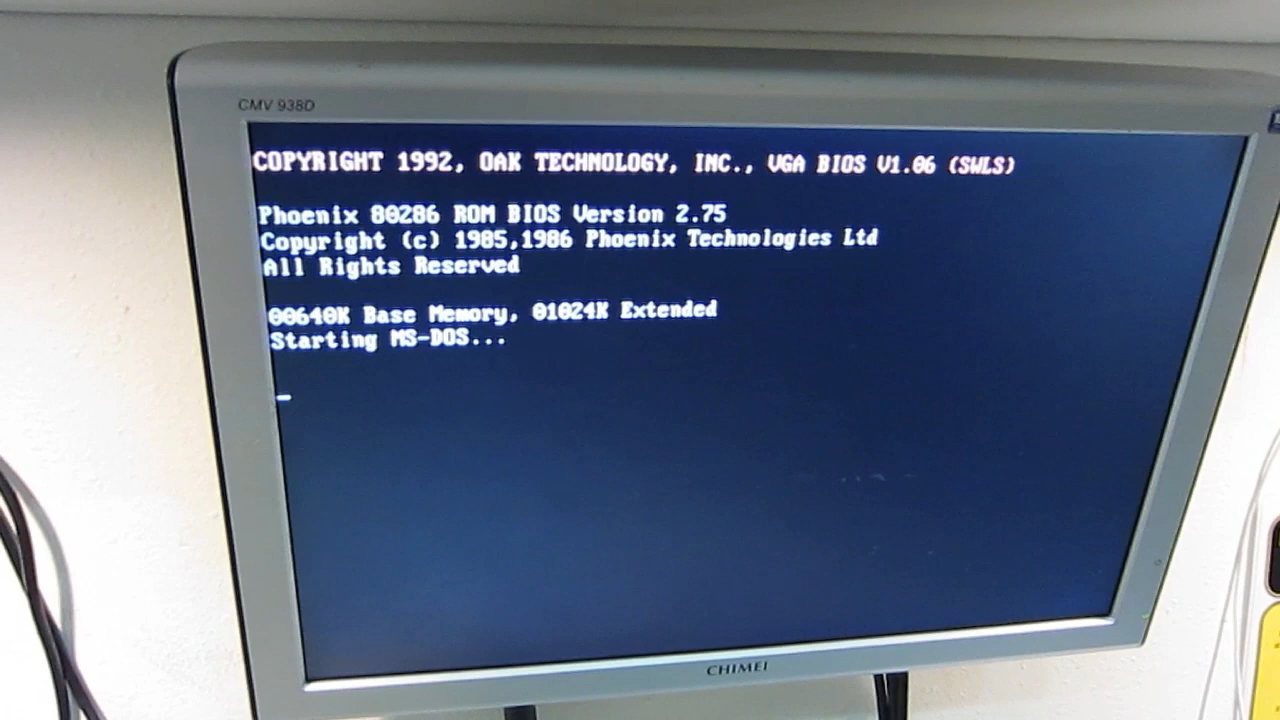 CMV 938D
COPYRIGHT 1992, OAK TECHNOLOGY, INC., VGA BIOS V1.06 (SWLS)
Phoenix 80286 ROM BIOS Version 2.75
Copyright (c) 1985,1986 Phoenix Technologies Ltd
All Rights Reserved
00640K Base Memory, 01024K Extended
Starting MS-DOS...
_
CHIMEI